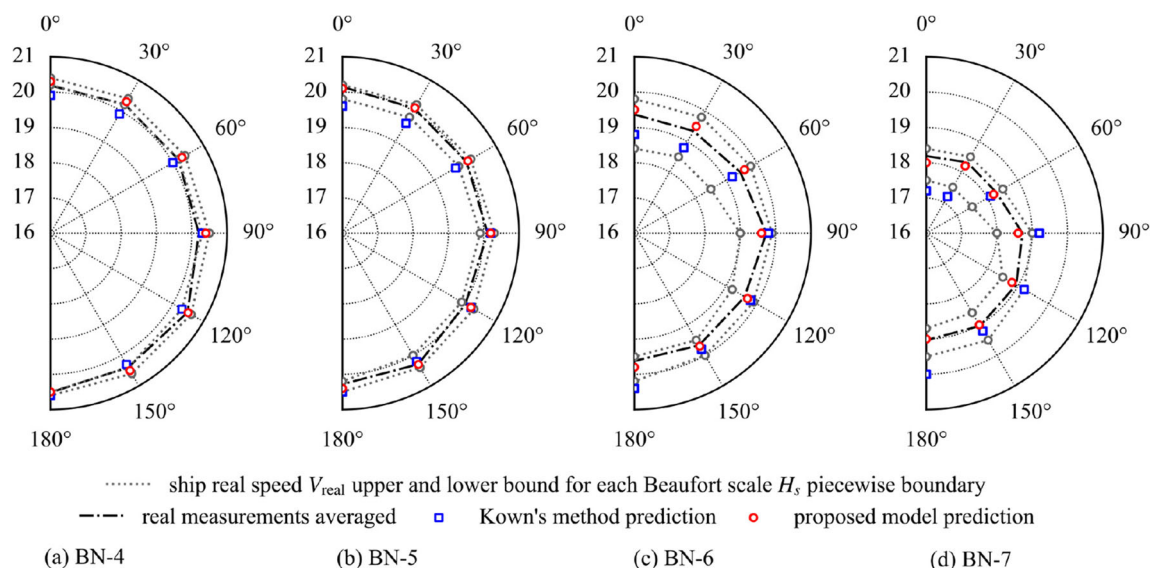 0° 0° 0° 0°
21 30° 21 30° 21 30° 21 30°
20 20 20 20
19 60° 19 60° 19 60° 19 60°
18 18 18 18
17 17 17 17
16 90° 16 90° 16 90° 16 90°
120° 120° 120° 120°
150° 150° 150° 150°
180° 180° 180° 180°
ship real speed Vreal upper and lower bound for each Beaufort scale Hs piecewise boundary
real measurements averaged Kown's method prediction proposed model prediction
(a) BN-4 (b) BN-5 (c) BN-6 (d) BN-7